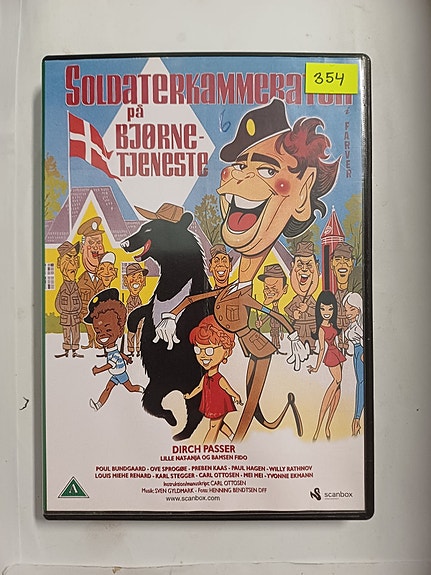 SOLDATERKAMMERATER
354
på
BJØRNE-
TJENESTE
i FARVER
DIRCH PASSER
LILLE NAT-ANJA OG BAMSEN FIDO
POUL BUNDGAARD - OVE SPROGØE - PREBEN KAAS - PAUL HAGEN - WILLY RATHNOV
LOUIS MIEHE RENARD - KARL STEGGER - CARL OTTOSEN - MEI MEI - YVONNE EKMANN
Instruktion/manuskript: CARL OTTOSEN
Musik: SVEN GYLDMARK - Foto: HENNING BENDTSEN DFF
www.scanbox.com
A
scanbox